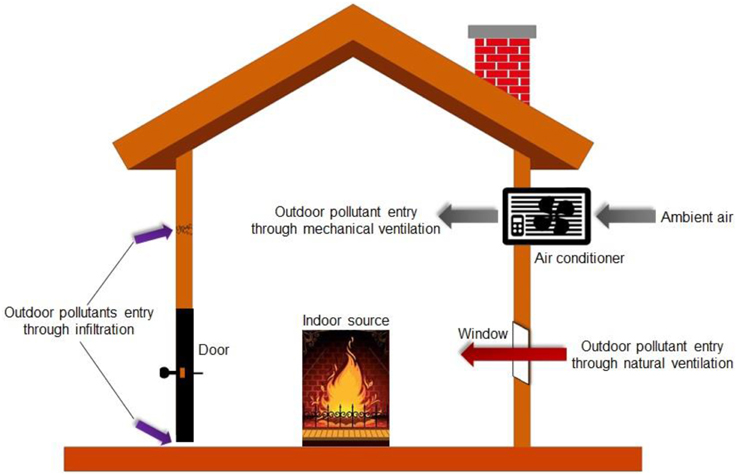 Outdoor pollutant entry
through mechanical ventilation
Ambient air
Air conditioner
Outdoor pollutants entry
through infiltration
Door
Indoor source
Window
Outdoor pollutant entry
through natural ventilation